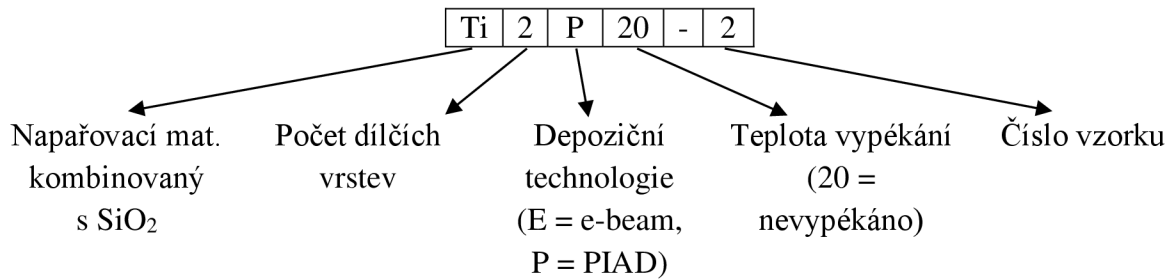 Ti 2 P 20 - 2
Napařovací mat.
kombinovaný
s SiO₂
Počet dílčích
vrstev
Depoziční
technologie
(E = e-beam,
P = PIAD)
Teplota vypékání
(20 =
nevypékáno)
Číslo vzorku